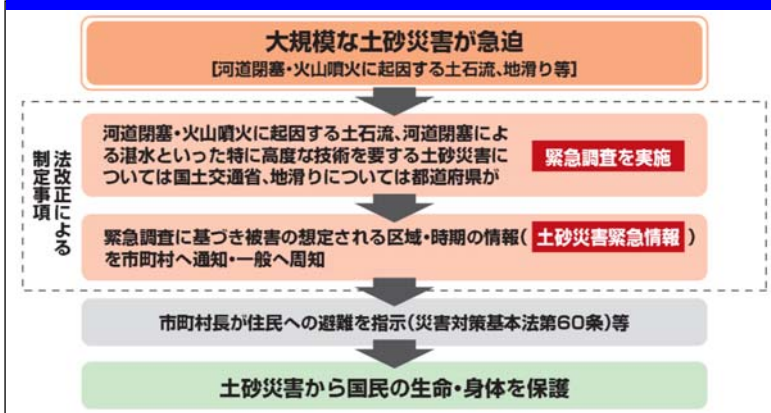 大規模な土砂災害が急迫
[河道閉塞・火山噴火に起因する土石流、地滑り等]
法改正による
制定事項
河道閉塞・火山噴火に起因する土石流、河道閉塞によ
る湛水といった特に高度な技術を要する土砂災害に
ついては国土交通省、地滑りについては都道府県が
緊急調査を実施
緊急調査に基づき被害の想定される区域・時期の情報(土砂災害緊急情報)
を市町村へ通知・一般へ周知
市町村長が住民への避難を指示(災害対策基本法第60条)等
土砂災害から国民の生命・身体を保護